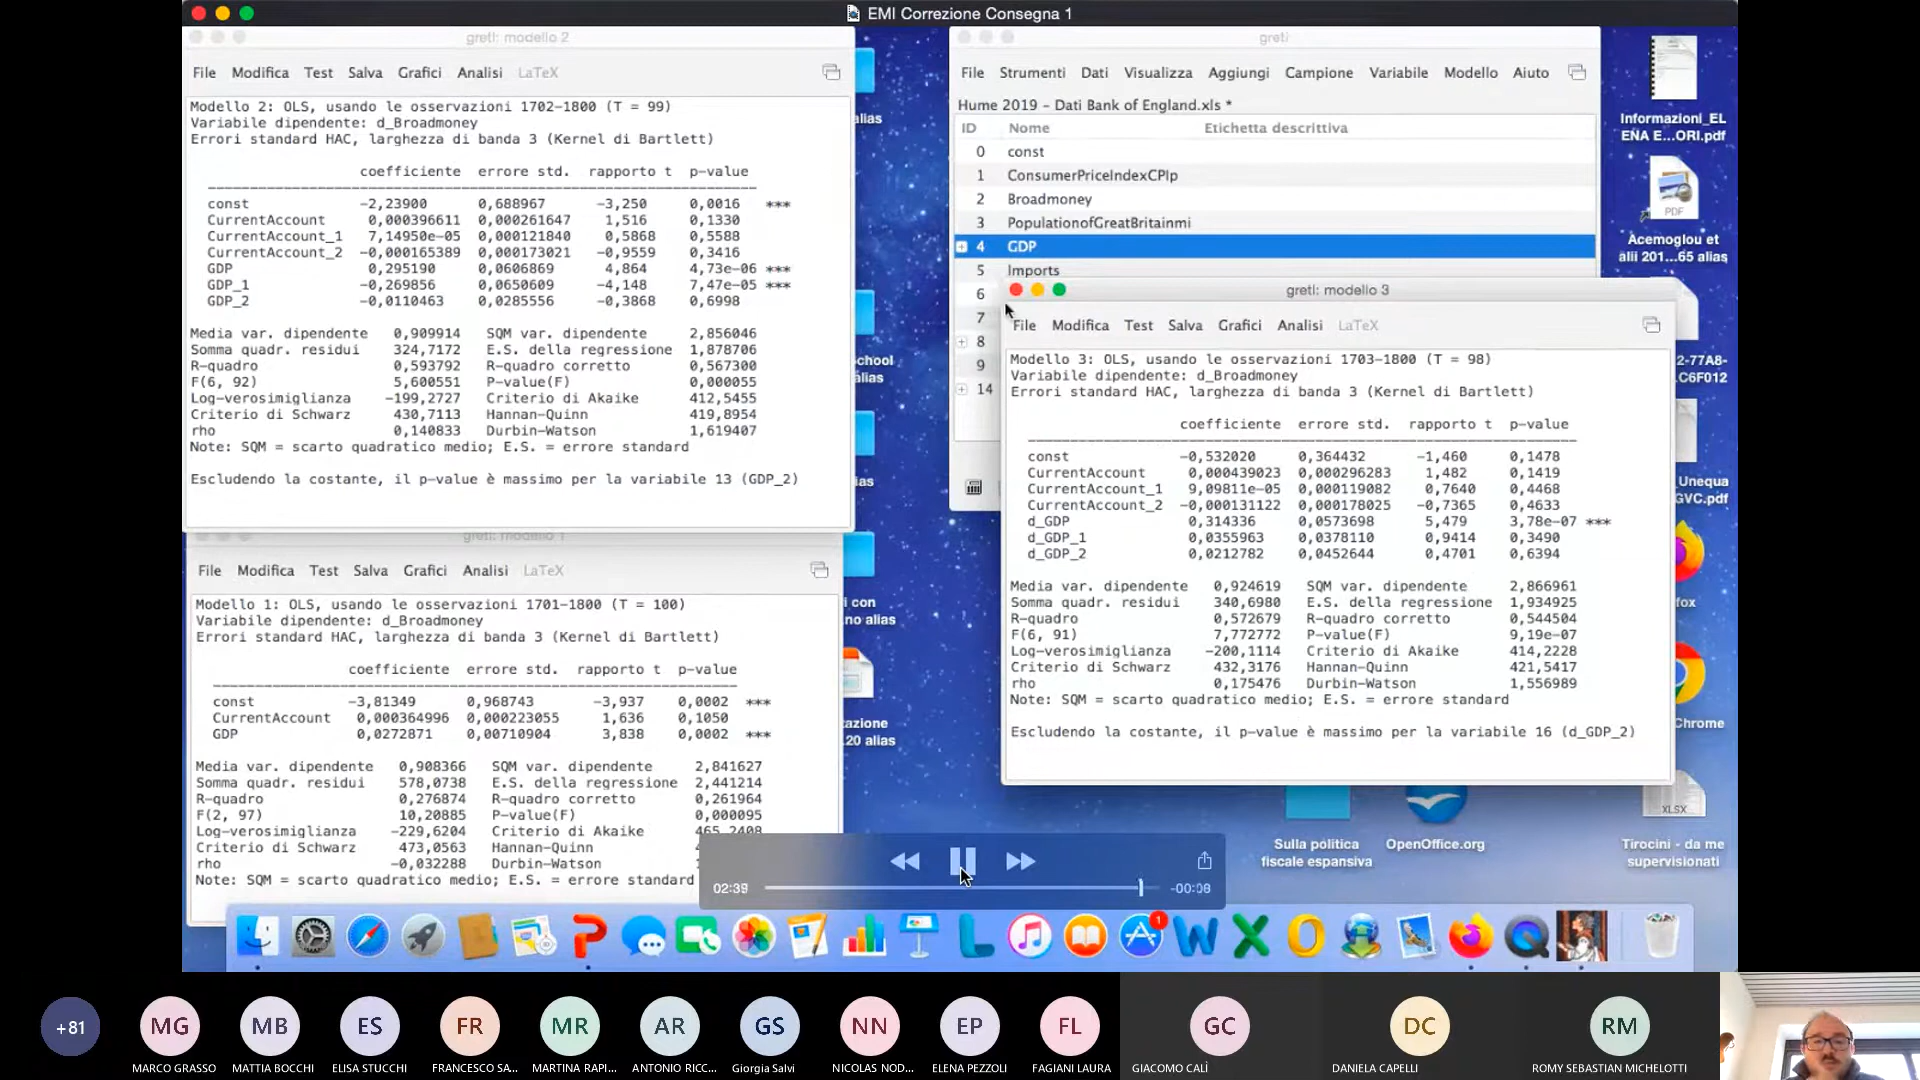 EMI Correzione Consegna 1
gretl: modello 2
File Modifica Test Salva Grafici Analisi LaTeX
Modello 2: OLS, usando le osservazioni 1702-1800 (T = 99)
Variabile dipendente: d_Broadmoney
Errori standard HAC, larghezza di banda 3 (Kernel di Bartlett)
coefficiente errore std. rapporto t p-value
const -2,23900 0,688967 -3,250 0,0016 ***
CurrentAccount 0,000396611 0,000261647 1,516 0,1330
CurrentAccount_1 7,14950e-05 0,000121840 0,5868 0,5588
CurrentAccount_2 -0,000165389 0,000173021 -0,9559 0,3416
GDP 0,295190 0,0606869 4,864 4,73e-06 ***
GDP_1 -0,269856 0,0650609 -4,148 7,47e-05 ***
GDP_2 -0,0110463 0,0285556 -0,3868 0,6998
Media var. dipendente 0,909914 SQM var. dipendente 2,856046
Somma quadr. residui 324,7172 E.S. della regressione 1,878706
R-quadro 0,593792 R-quadro corretto 0,567300
F(6, 92) 5,600551 P-value(F) 0,000055
Log-verosimiglianza -199,2727 Criterio di Akaike 412,5455
Criterio di Schwarz 430,7113 Hannan-Quinn 419,8954
rho 0,140833 Durbin-Watson 1,619407
Note: SQM = scarto quadratico medio; E.S. = errore standard
Escludendo la costante, il p-value è massimo per la variabile 13 (GDP_2)
gretl: modello 1
File Modifica Test Salva Grafici Analisi LaTeX
Modello 1: OLS, usando le osservazioni 1701-1800 (T = 100)
Variabile dipendente: d_Broadmoney
Errori standard HAC, larghezza di banda 3 (Kernel di Bartlett)
coefficiente errore std. rapporto t p-value
const -3,81349 0,968743 -3,937 0,0002 ***
CurrentAccount 0,000364996 0,000223055 1,636 0,1050
GDP 0,0272871 0,00710904 3,838 0,0002 ***
Media var. dipendente 0,908366 SQM var. dipendente 2,841627
Somma quadr. residui 578,0738 E.S. della regressione 2,441214
R-quadro 0,276874 R-quadro corretto 0,261964
F(2, 97) 10,20885 P-value(F) 0,000095
Log-verosimiglianza -229,6204 Criterio di Akaike 465,2408
Criterio di Schwarz 473,0563 Hannan-Quinn
rho -0,032288 Durbin-Watson
Note: SQM = scarto quadratico medio; E.S. = errore standard
gretl
File Strumenti Dati Visualizza Aggiungi Campione Variabile Modello Aiuto
Hume 2019 - Dati Bank of England.xls *
ID Nome Etichetta descrittiva
0 const
1 ConsumerPriceIndexCPIp
2 Broadmoney
3 PopulationofGreatBritainmi
4 GDP
5 Imports
6
7
8
9
14
gretl: modello 3
File Modifica Test Salva Grafici Analisi LaTeX
Modello 3: OLS, usando le osservazioni 1703-1800 (T = 98)
Variabile dipendente: d_Broadmoney
Errori standard HAC, larghezza di banda 3 (Kernel di Bartlett)
coefficiente errore std. rapporto t p-value
const -0,532020 0,364432 -1,460 0,1478
CurrentAccount 0,000439023 0,000296283 1,482 0,1419
CurrentAccount_1 9,09811e-05 0,000119082 0,7640 0,4468
CurrentAccount_2 -0,000131122 0,000178025 -0,7365 0,4633
d_GDP 0,314336 0,0573698 5,479 3,78e-07 ***
d_GDP_1 0,0355963 0,0378110 0,9414 0,3490
d_GDP_2 0,0212782 0,0452644 0,4701 0,6394
Media var. dipendente 0,924619 SQM var. dipendente 2,866961
Somma quadr. residui 340,6980 E.S. della regressione 1,934925
R-quadro 0,572679 R-quadro corretto 0,544504
F(6, 91) 7,772772 P-value(F) 9,19e-07
Log-verosimiglianza -200,1114 Criterio di Akaike 414,2228
Criterio di Schwarz 432,3176 Hannan-Quinn 421,5417
rho 0,175476 Durbin-Watson 1,556989
Note: SQM = scarto quadratico medio; E.S. = errore standard
Escludendo la costante, il p-value è massimo per la variabile 16 (d_GDP_2)
alias
chool
alias
ias
i con
no alias
azione
20 alias
Informazioni_EL
ENA E...ORI.pdf
PDF
Acemoglou et
alii 201...65 alias
2-77A8-
C6F012
Unequa
GVC.pdf
fox
Chrome
XLSX
Sulla politica
fiscale espansiva
OpenOffice.org
Tirocini - da me
supervisionati
02:39
-00:08
1
+81
MG
MB
ES
FR
MR
AR
GS
NN
EP
FL
GC
DC
RM
MARCO GRASSO
MATTIA BOCCHI
ELISA STUCCHI
FRANCESCO SA...
MARTINA RAPI...
ANTONIO RICC...
Giorgia Salvi
NICOLAS NOD...
ELENA PEZZOLI
FAGIANI LAURA
GIACOMO CALÌ
DANIELA CAPELLI
ROMY SEBASTIAN MICHELOTTI